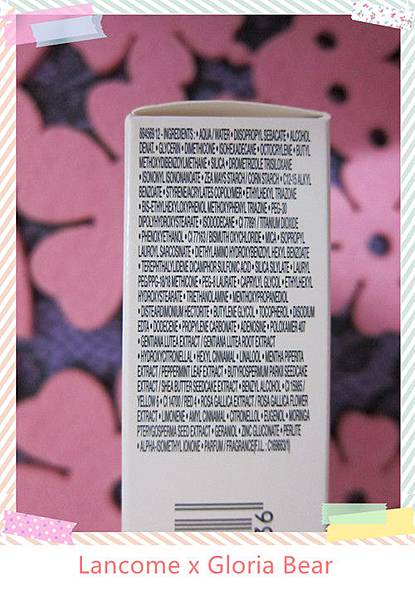 884569 12 - INGREDIENTS: • AQUA / WATER • DIISOPROPYL SEBACATE • ALCOHOL
DENAT. • GLYCERIN • DIMETHICONE • ISOHEXADECANE • OCTOCRYLENE • BUTYL
METHOXYDIBENZOYLMETHANE • SILICA • DROMETRIZOLE TRISILOXANE
• ISONONYL ISONONANOATE • ZEA MAYS STARCH / CORN STARCH • C12-15 ALKYL
BENZOATE • STYRENE/ACRYLATES COPOLYMER • ETHYLHEXYL TRIAZONE
• BIS-ETHYLHEXYLOXYPHENOL METHOXYPHENYL TRIAZINE • PEG-30
DIPOLYHYDROXYSTEARATE • ISODODECANE • CI 77891 / TITANIUM DIOXIDE
• PHENOXYETHANOL • CI 77163 / BISMUTH OXYCHLORIDE • MICA • ISOPROPYL
LAUROYL SARCOSINATE • DIETHYLAMINO HYDROXYBENZOYL HEXYL BENZOATE
• TEREPHTHALYLIDENE DICAMPHOR SULFONIC ACID • SILICA SILYLATE • LAURYL
PEG/PPG-18/18 METHICONE • PEG-8 LAURATE • CAPRYLYL GLYCOL • ETHYLHEXYL
HYDROXYSTEARATE • TRIETHANOLAMINE • MENTHOXYPROPANEDIOL
• DISTEARDIMONIUM HECTORITE • BUTYLENE GLYCOL • TOCOPHEROL • DISODIUM
EDTA • DODECENE • PROPYLENE CARBONATE • ADENOSINE • POLOXAMER 407
• GENTIANA LUTEA EXTRACT / GENTIANA LUTEA ROOT EXTRACT
• HYDROXYCITRONELLAL • HEXYL CINNAMAL • LINALOOL • MENTHA PIPERITA
EXTRACT / PEPPERMINT LEAF EXTRACT • BUTYROSPERMUM PARKII SEEDCAKE
EXTRACT / SHEA BUTTER SEEDCAKE EXTRACT • BENZYL ALCOHOL • CI 15985 /
YELLOW 6 • CI 14700 / RED 4 • ROSA GALLICA EXTRACT / ROSA GALLICA FLOWER
EXTRACT • LIMONENE • AMYL CINNAMAL • CITRONELLOL • EUGENOL • MORINGA
PTERYGOSPERMA SEED EXTRACT • GERANIOL • ZINC GLUCONATE • PERLITE
• ALPHA-ISOMETHYL IONONE • PARFUM / FRAGRANCE
Lancome x Gloria Bear